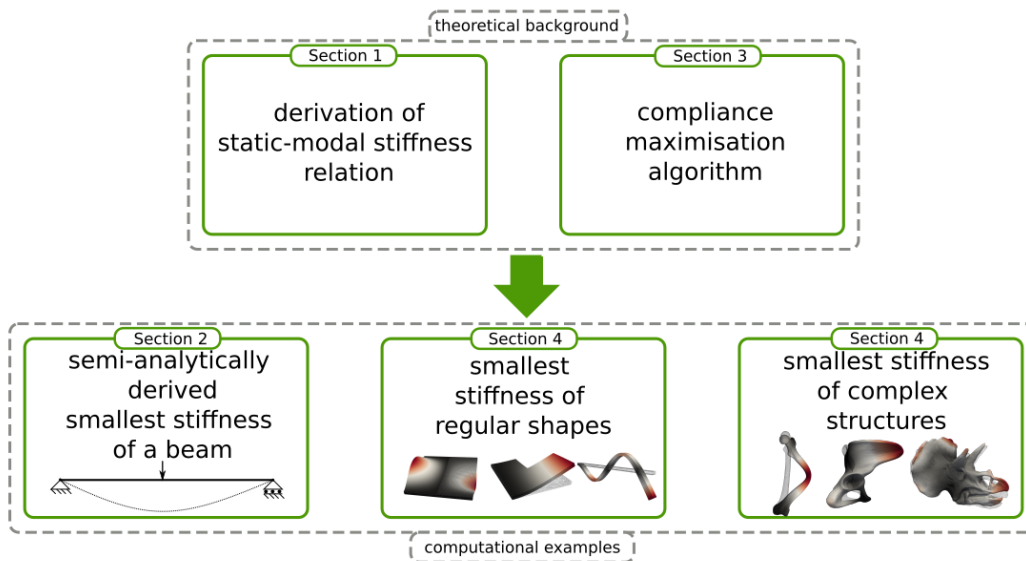 theoretical background
Section 1
derivation of
static-modal stiffness
relation
Section 3
compliance
maximisation
algorithm
Section 2
semi-analytically
derived
smallest stiffness
of a beam
Section 4
smallest
stiffness of
regular shapes
Section 4
smallest stiffness
of complex
structures
computational examples